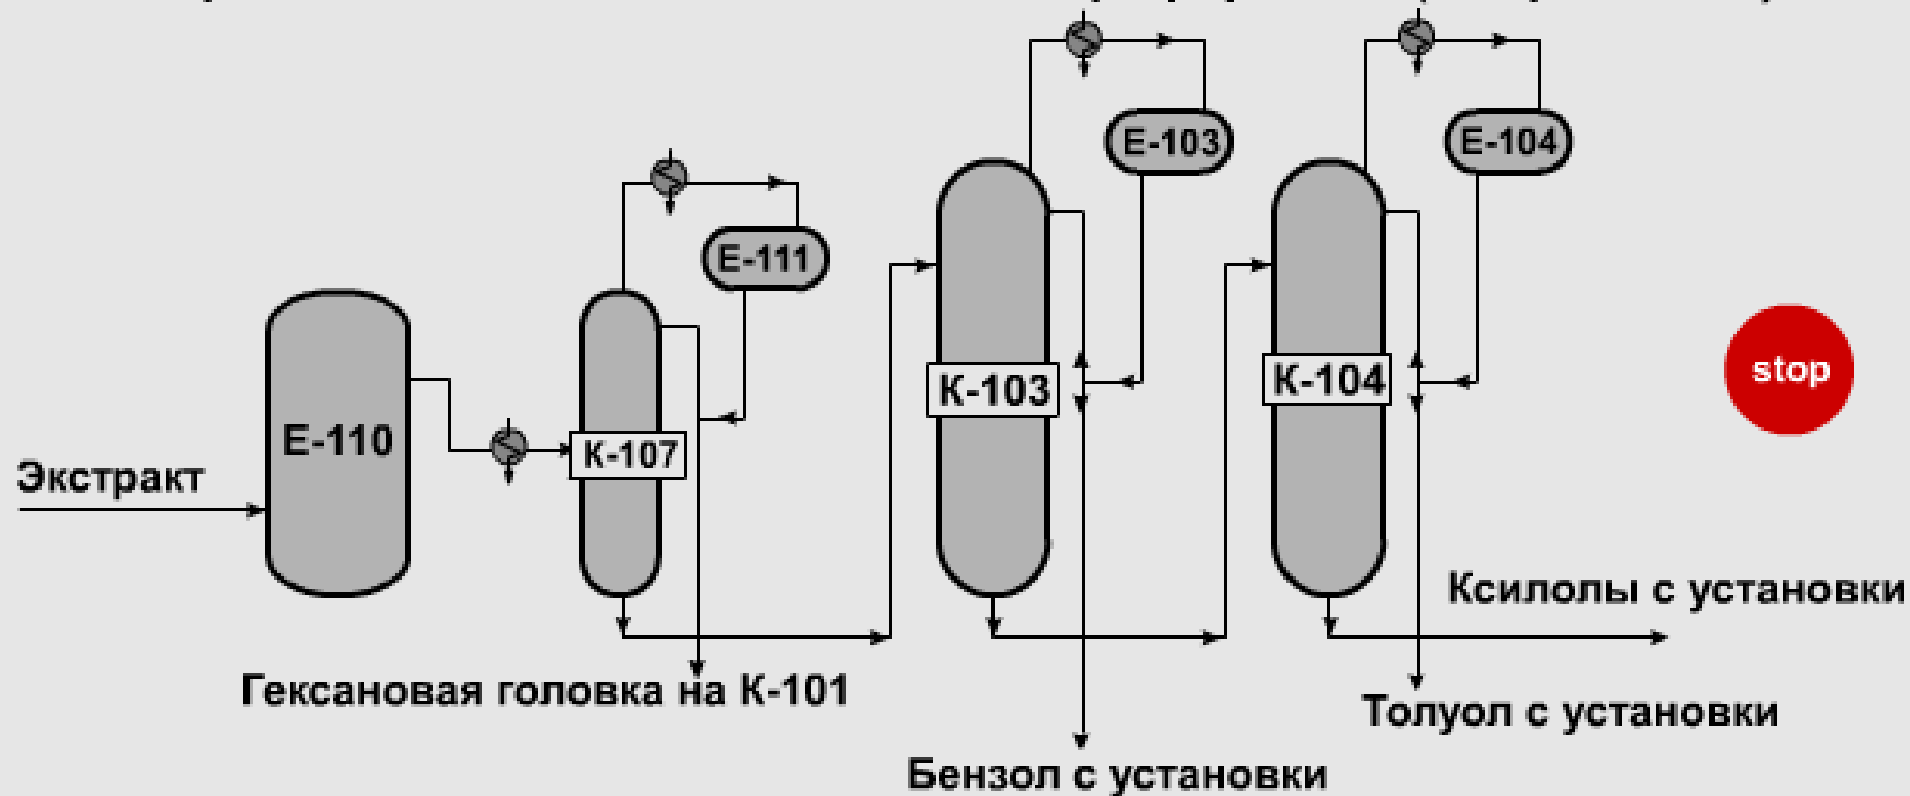 E-103
E-104
E-111
E-110
К-103
К-104
stop
К-107
Экстракт
Ксилолы с установки
Гексановая головка на К-101
Толуол с установки
Бензол с установки